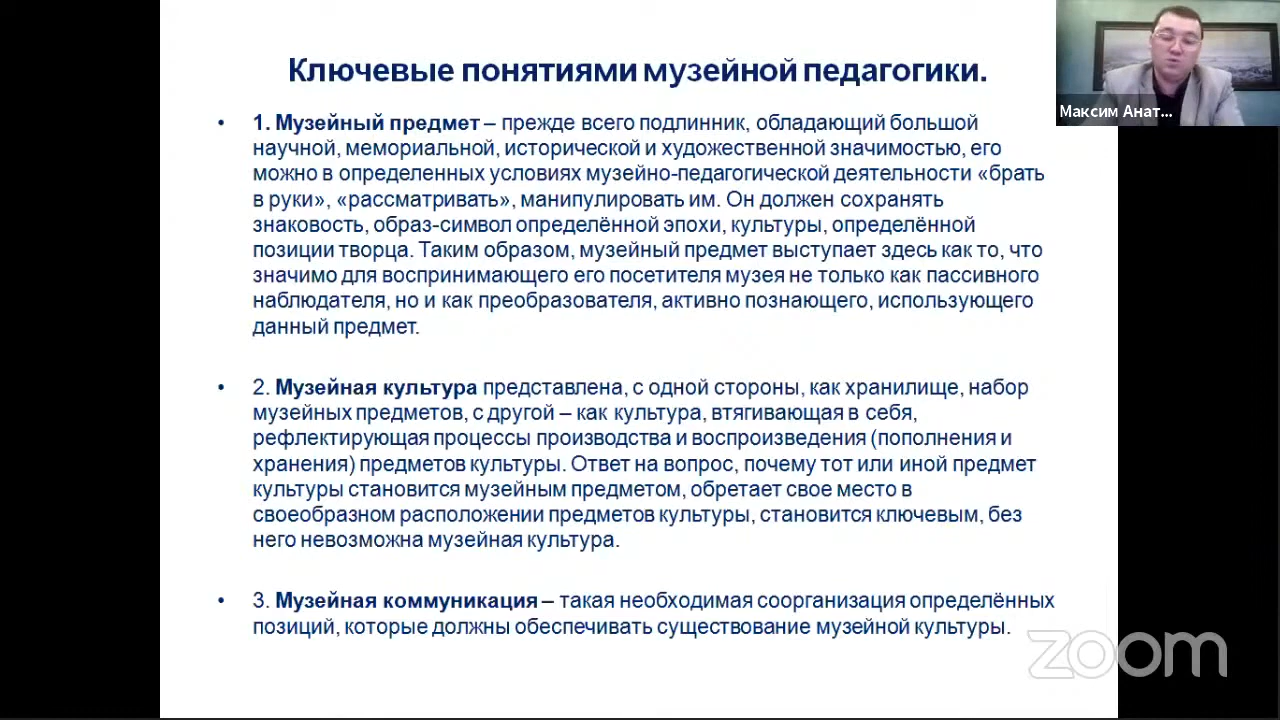 Ключевые понятиями музейной педагогики.
• 1. Музейный предмет – прежде всего подлинник, обладающий большой
научной, мемориальной, исторической и художественной значимостью, его
можно в определенных условиях музейно-педагогической деятельности «брать
в руки», «рассматривать», манипулировать им. Он должен сохранять
знаковость, образ-символ определённой эпохи, культуры, определённой
позиции творца. Таким образом, музейный предмет выступает здесь как то, что
значимо для воспринимающего его посетителя музея не только как пассивного
наблюдателя, но и как преобразователя, активно познающего, использующего
данный предмет.
• 2. Музейная культура представлена, с одной стороны, как хранилище, набор
музейных предметов, с другой – как культура, втягивающая в себя,
рефлектирующая процессы производства и воспроизведения (пополнения и
хранения) предметов культуры. Ответ на вопрос, почему тот или иной предмет
культуры становится музейным предметом, обретает свое место в
своеобразном расположении предметов культуры, становится ключевым, без
него невозможна музейная культура.
• 3. Музейная коммуникация – такая необходимая соорганизация определённых
позиций, которые должны обеспечивать существование музейной культуры.
Максим Анат...
zoom